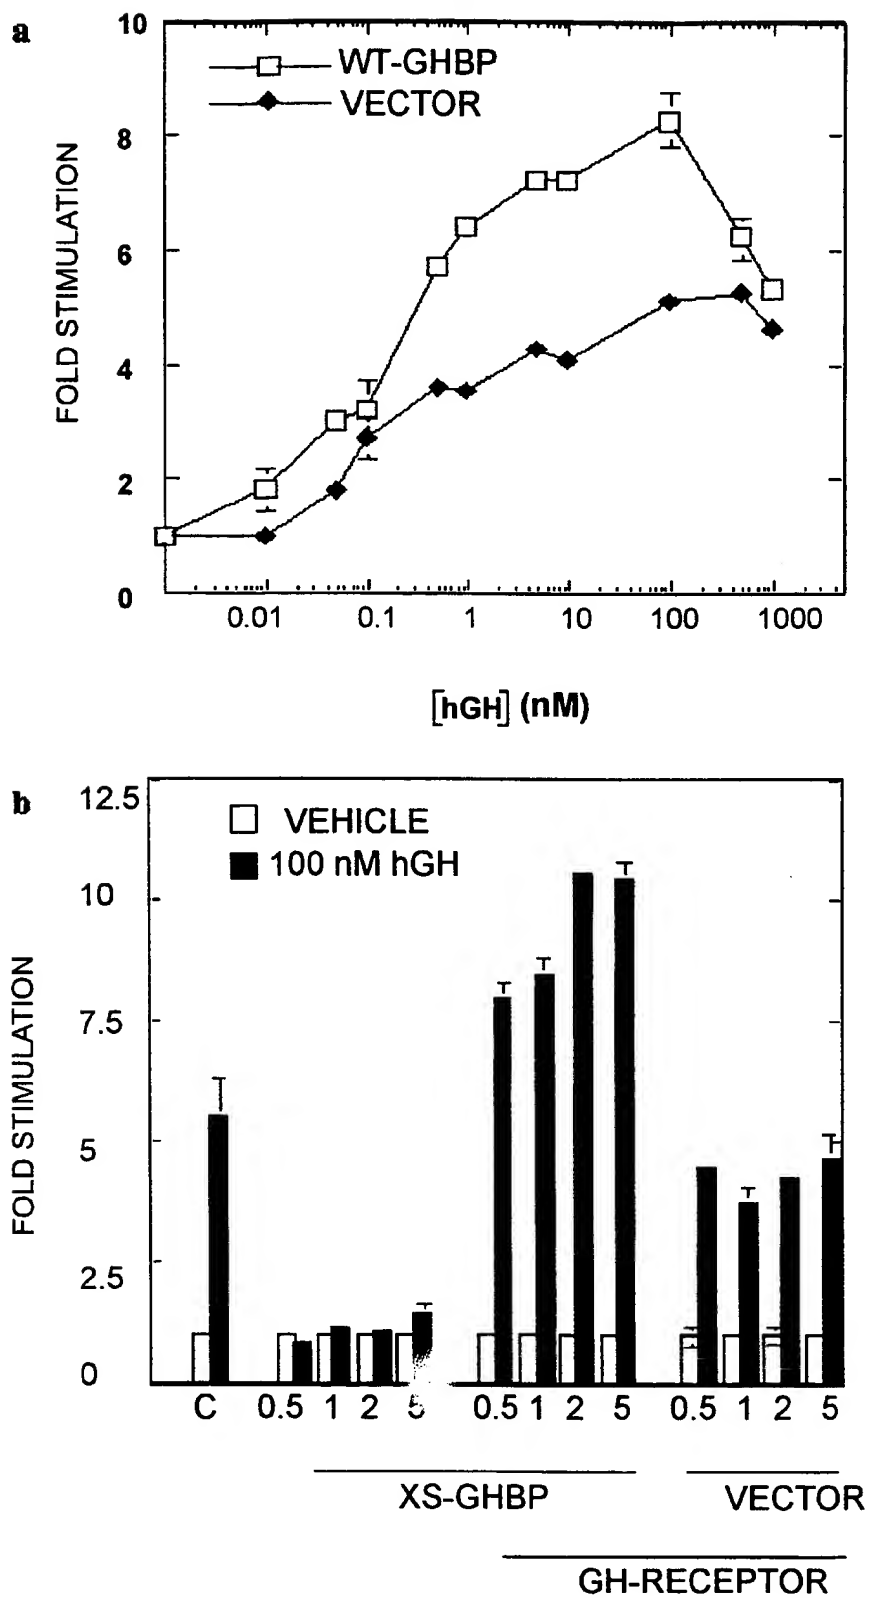 a
10
8
6
4
2
0
WT-GHBP
VECTOR
FOLD STIMULATION
0.01 0.1 1 10 100 1000
[hGH] (nM)
b
12.5
10
7.5
5
2.5
0
VEHICLE
100 nM hGH
FOLD STIMULATION
C 0.5 1 2 5 0.5 1 2 5 0.5 1 2 5
XS-GHBP VECTOR
GH-RECEPTOR